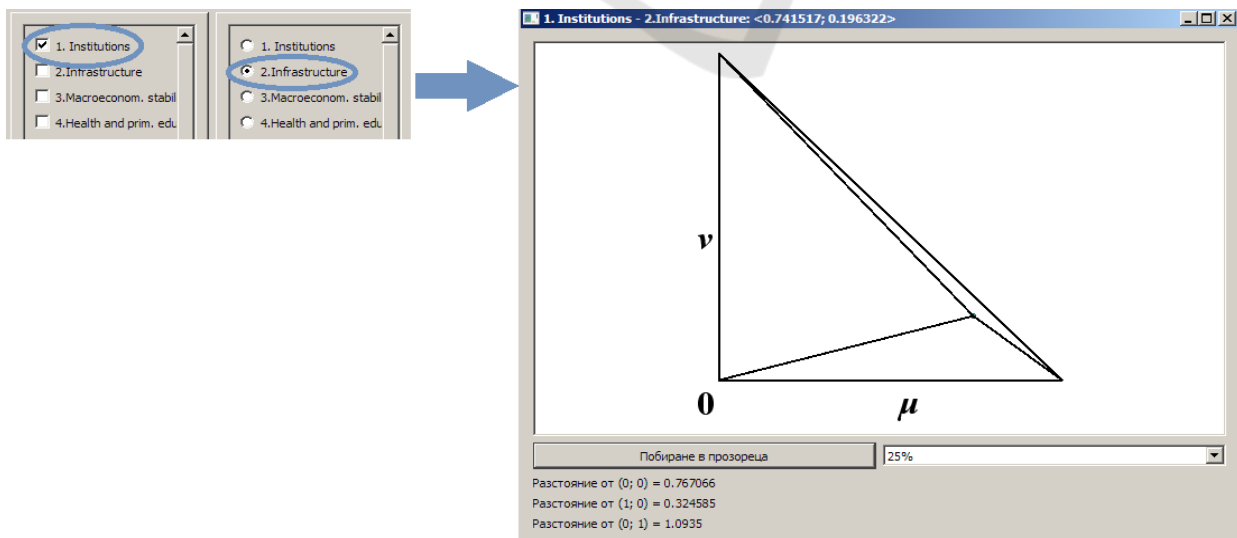 1. Institutions
2.Infrastructure
3.Macroeconom. stabil
4.Health and prim. edu
1. Institutions
2.Infrastructure
3.Macroeconom. stabil
4.Health and prim. edu
1. Institutions - 2.Infrastructure: <0.741517; 0.196322>
ν
0
μ
Побиране в прозореца
25%
Разстояние от (0; 0) = 0.767066
Разстояние от (1; 0) = 0.324585
Разстояние от (0; 1) = 1.0935